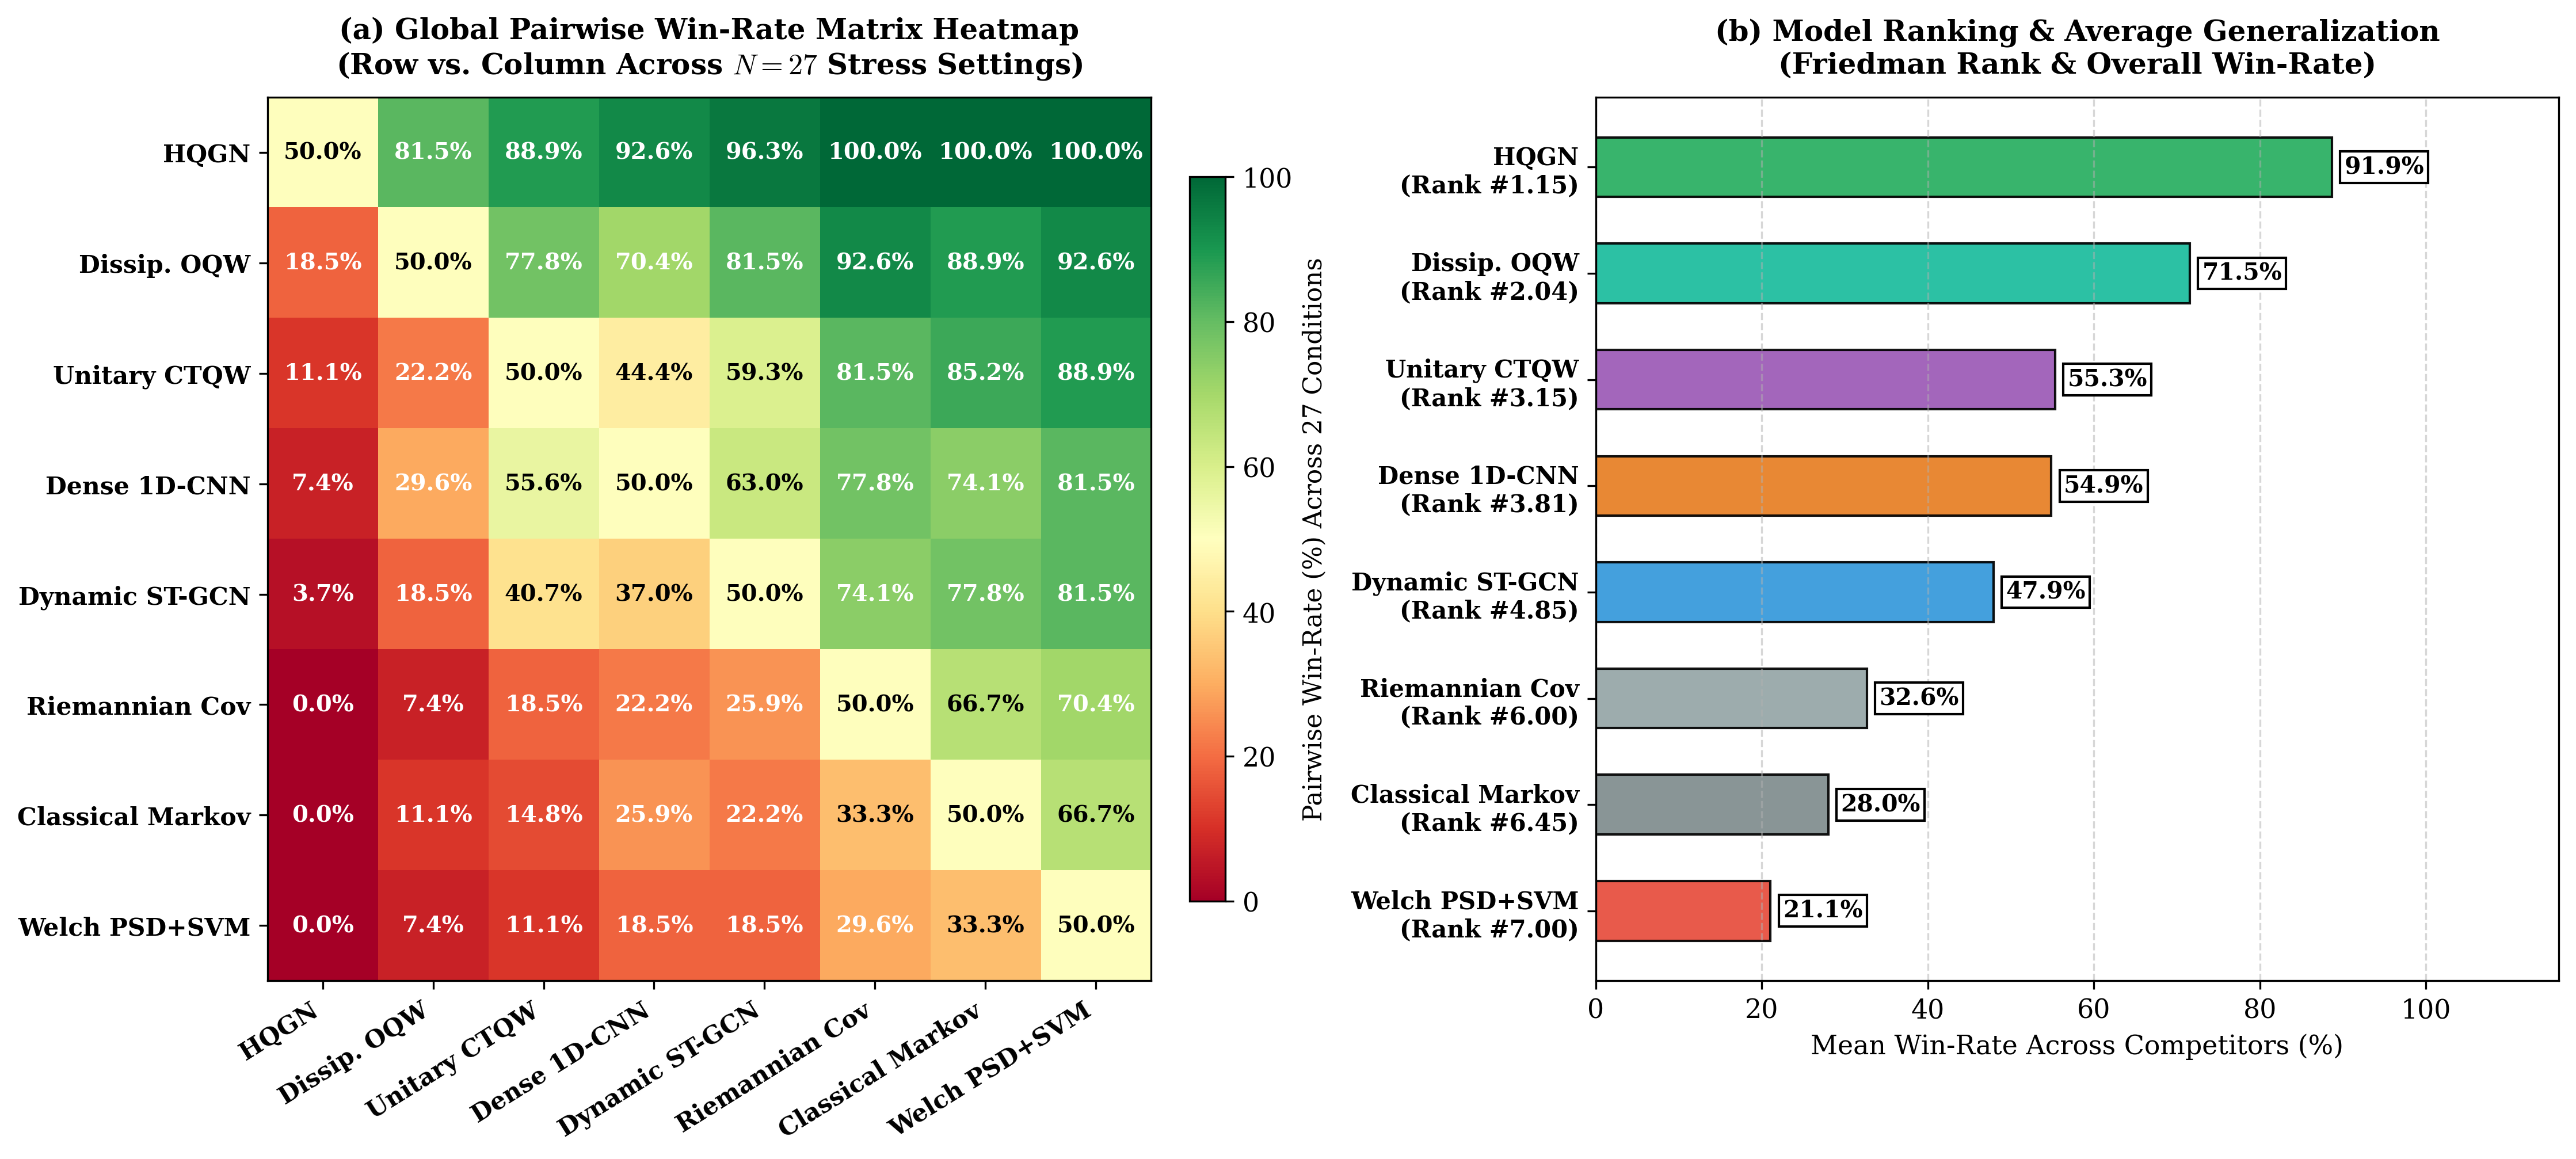 (a) Global Pairwise Win-Rate Matrix Heatmap
(Row vs. Column Across N = 27 Stress Settings)
HQGN 50.0% 81.5% 88.9% 92.6% 96.3% 100.0% 100.0% 100.0%
Dissip. OQW 18.5% 50.0% 77.8% 70.4% 81.5% 92.6% 88.9% 92.6%
Unitary CTQW 11.1% 22.2% 50.0% 44.4% 59.3% 81.5% 85.2% 88.9%
Dense 1D-CNN 7.4% 29.6% 55.6% 50.0% 63.0% 77.8% 74.1% 81.5%
Dynamic ST-GCN 3.7% 18.5% 40.7% 37.0% 50.0% 74.1% 77.8% 81.5%
Riemannian Cov 0.0% 7.4% 18.5% 22.2% 25.9% 50.0% 66.7% 70.4%
Classical Markov 0.0% 11.1% 14.8% 25.9% 22.2% 33.3% 50.0% 66.7%
Welch PSD+SVM 0.0% 7.4% 11.1% 18.5% 18.5% 29.6% 33.3% 50.0%
HQGN
Dissip. OQW
Unitary CTQW
Dense 1D-CNN
Dynamic ST-GCN
Riemannian Cov
Classical Markov
Welch PSD+SVM
100
80
60
40
20
0
Pairwise Win-Rate (%) Across 27 Conditions
(b) Model Ranking & Average Generalization
(Friedman Rank & Overall Win-Rate)
HQGN
(Rank #1.15)
91.9%
Dissip. OQW
(Rank #2.04)
71.5%
Unitary CTQW
(Rank #3.15)
55.3%
Dense 1D-CNN
(Rank #3.81)
54.9%
Dynamic ST-GCN
(Rank #4.85)
47.9%
Riemannian Cov
(Rank #6.00)
32.6%
Classical Markov
(Rank #6.45)
28.0%
Welch PSD+SVM
(Rank #7.00)
21.1%
0 20 40 60 80 100
Mean Win-Rate Across Competitors (%)